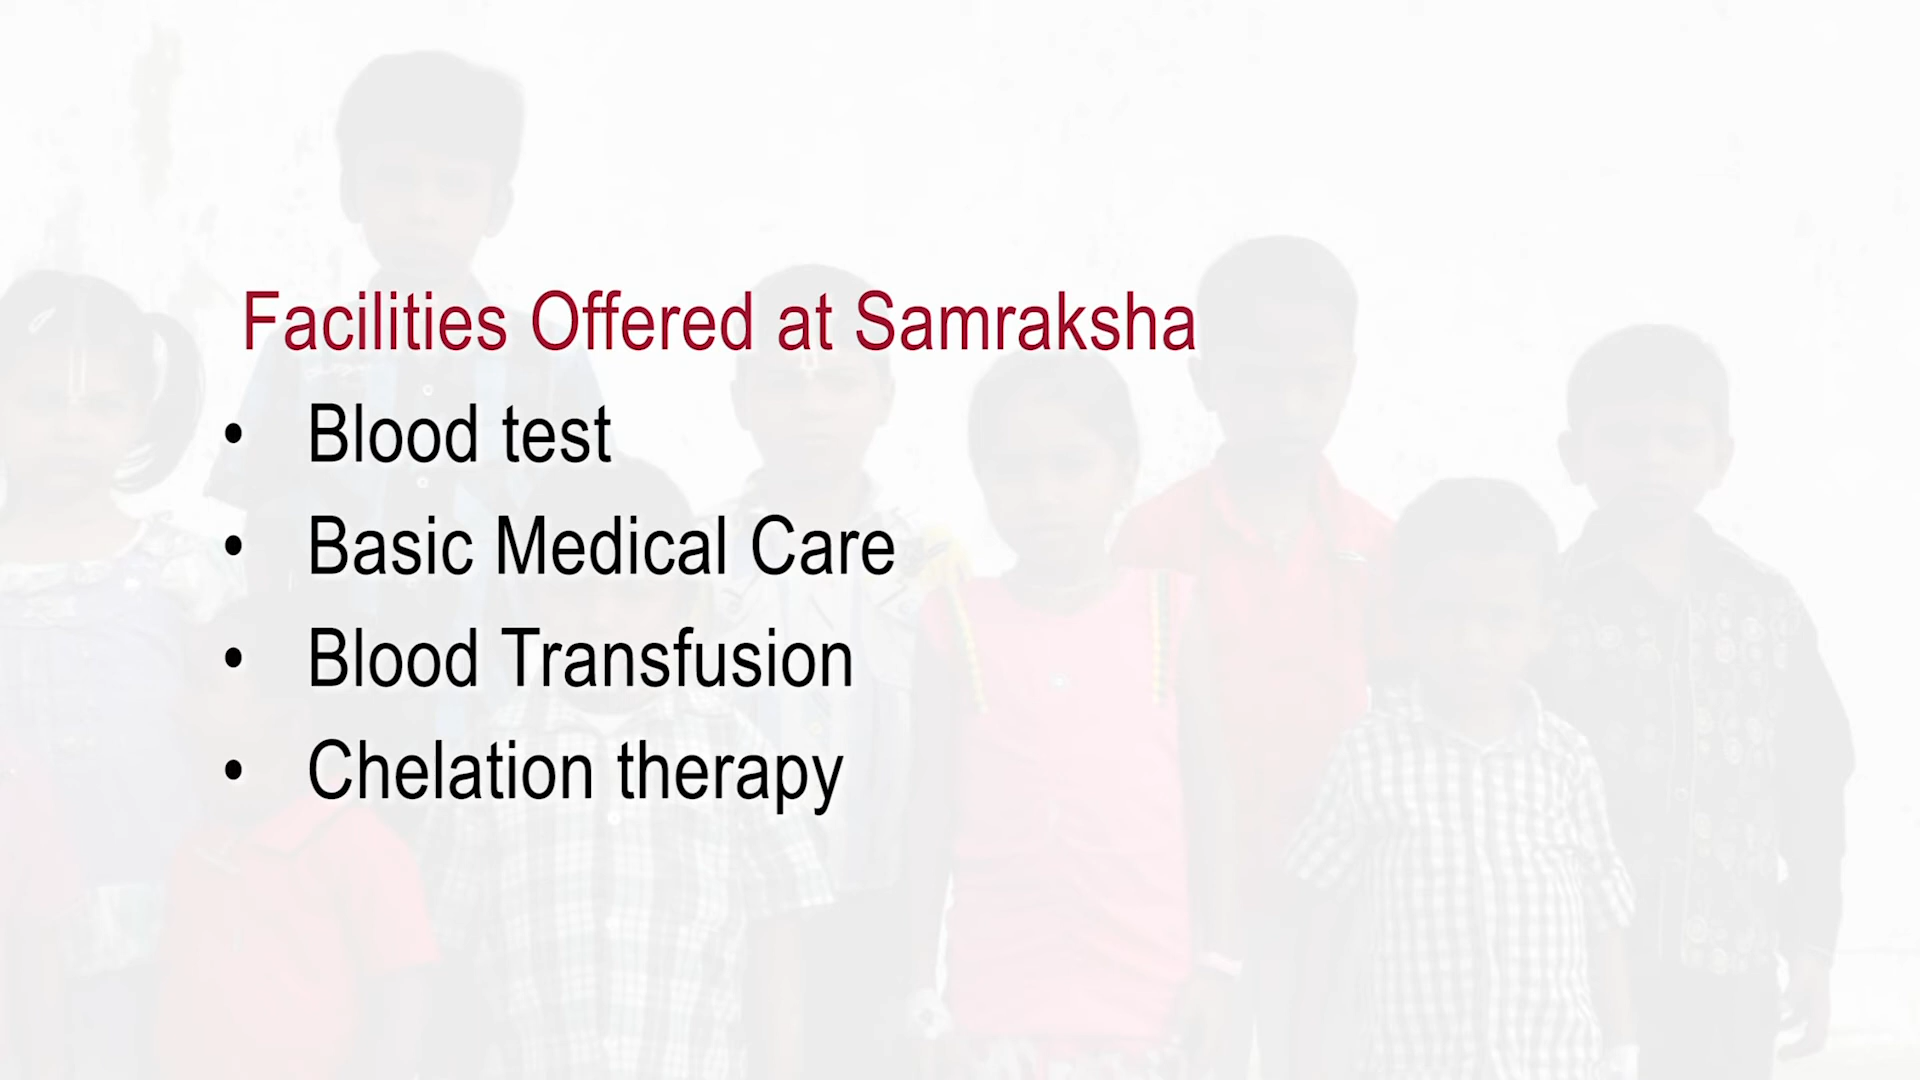 Facilities Offered at Samraksha
• Blood test
• Basic Medical Care
• Blood Transfusion
• Chelation therapy